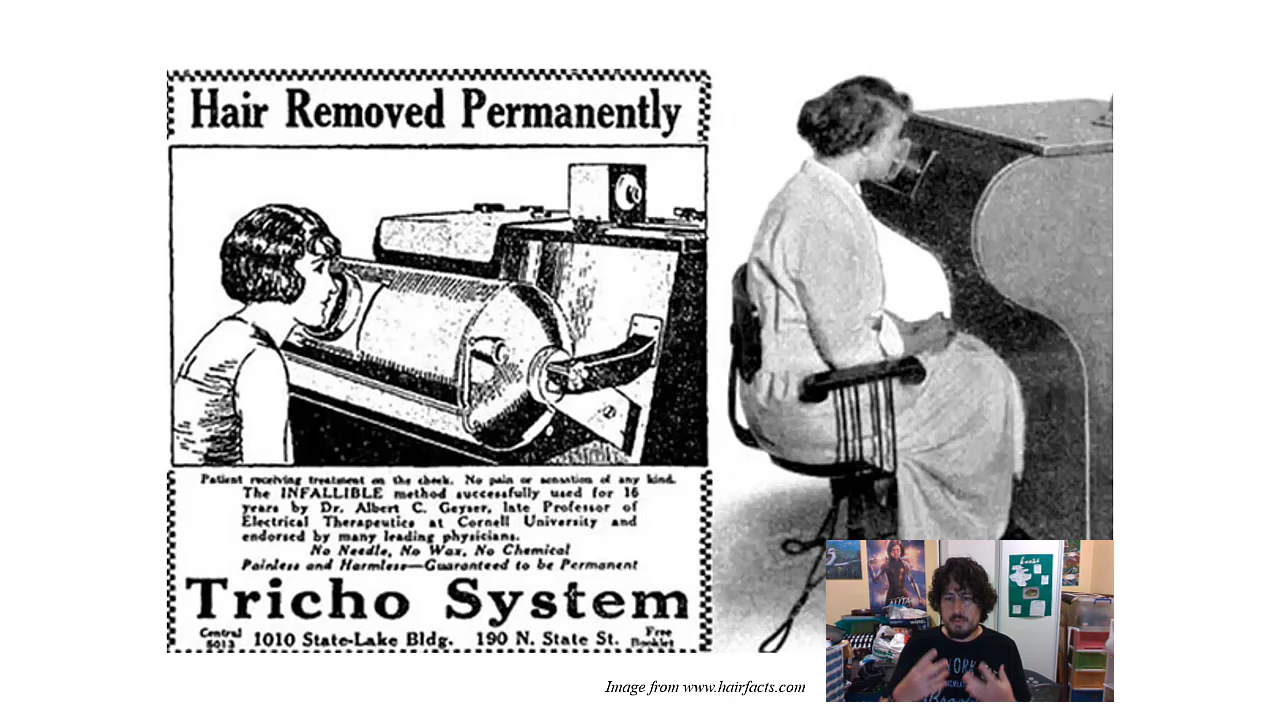 Hair Removed Permanently
Patient receiving treatment on the cheek. No pain or sensation of any kind.
The INFALLIBLE method successfully used for 16
years by Dr. Albert C. Geyser, late Professor of
Electrical Therapeutics at Cornell University and
endorsed by many leading physicians.
No Needle, No Wax, No Chemical
Painless and Harmless—Guaranteed to be Permanent
Tricho System
Central 5013 1010 State-Lake Bldg. 190 N. State St. Free Booklet
Image from www.hairfacts.com